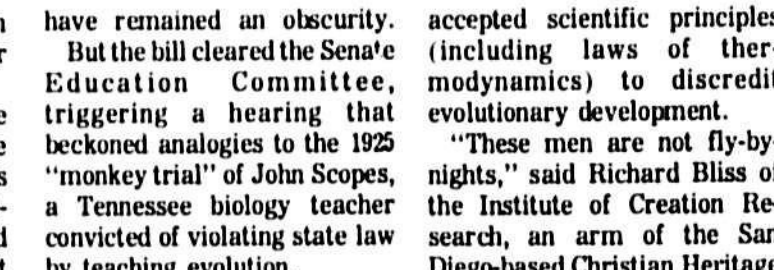 have remained an obscurity.
But the bill cleared the Senate
Education Committee,
triggering a hearing that
beckoned analogies to the 1925
"monkey trial" of John Scopes,
a Tennessee biology teacher
convicted of violating state law
by teaching evolution
accepted scientific principles
(including laws of ther-
modynamics) to discredit
evolutionary development.
"These men are not fly-by-
nights," said Richard Bliss of
the Institute of Creation Re-
search, an arm of the San
Diego-based Christian Heritage